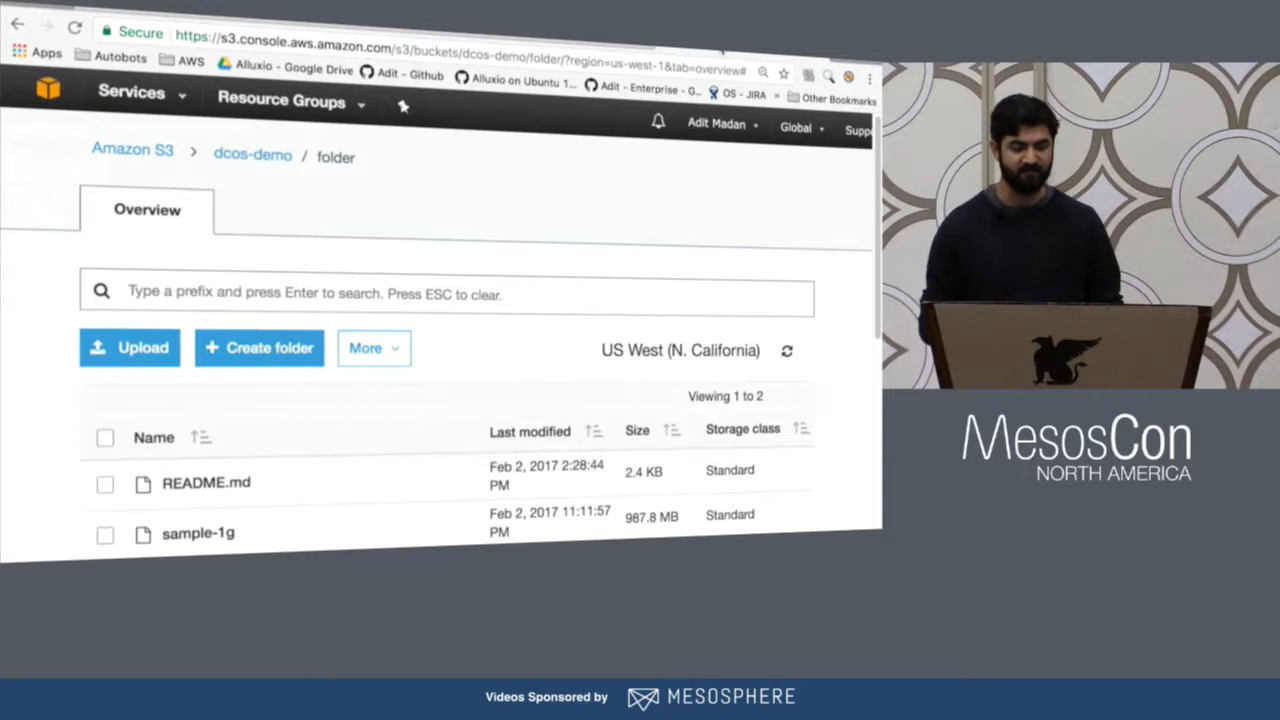 Secure https://s3.console.aws.amazon.com/s3/buckets/dcos-demo/folder/?region=us-west-1&tab=overview#
Apps Autobots AWS Alluxio - Google Drive Adit - Github Alluxio on Ubuntu 1... Adit - Enterprise - G... OS - JIRA » Other Bookmarks
Services Resource Groups Adit Madan Global Supp
Amazon S3 > dcos-demo / folder
Overview
Type a prefix and press Enter to search. Press ESC to clear.
Upload + Create folder More US West (N. California)
Viewing 1 to 2
Name Last modified Size Storage class
README.md Feb 2, 2017 2:28:44 PM 2.4 KB Standard
sample-1g Feb 2, 2017 11:11:57 PM 987.8 MB Standard
MesosCon
NORTH AMERICA
Videos Sponsored by MESOSPHERE